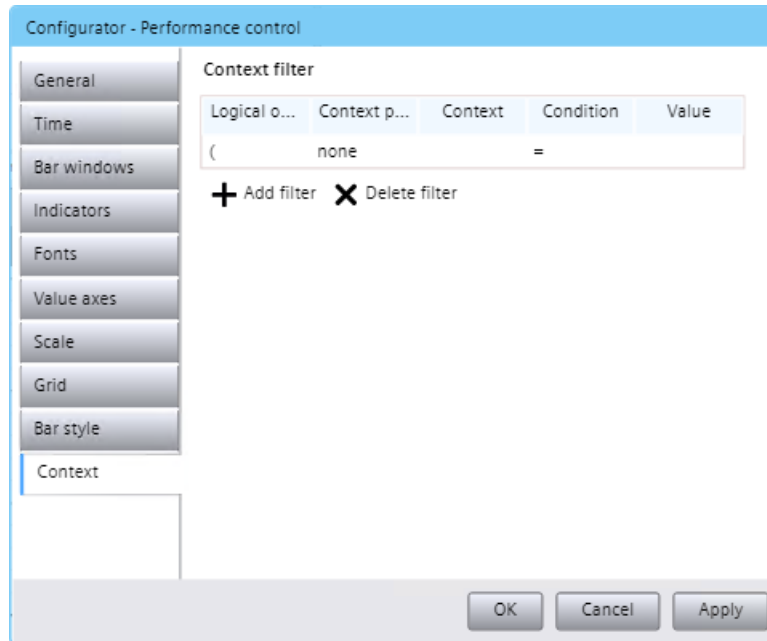 Configurator - Performance control
General
Time
Bar windows
Indicators
Fonts
Value axes
Scale
Grid
Bar style
Context
Context filter
Logical o... Context p... Context Condition Value
( none =
Add filter Delete filter
OK Cancel Apply